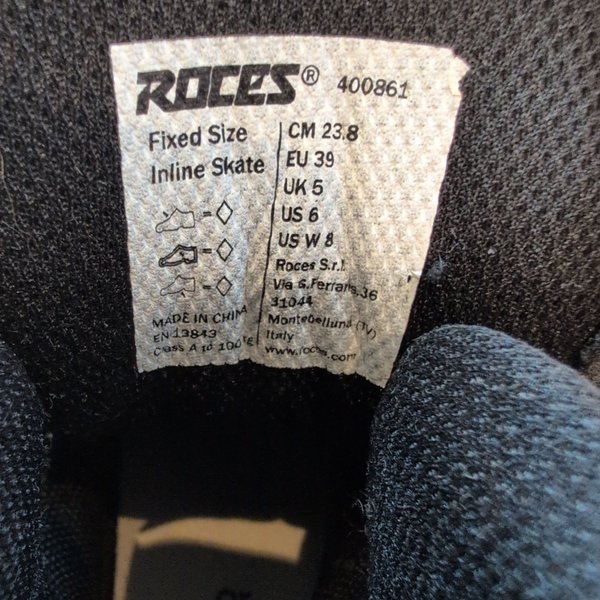 ROCES® 400861
Fixed Size
Inline Skate
MADE IN CHINA
EN 13843
CM 23.8
EU 39
UK 5
US 6
US W 8
Roces S.r.l.
Via G.Ferraris,36
31044
Montebelluna (TV)
Italy
www.roces.com